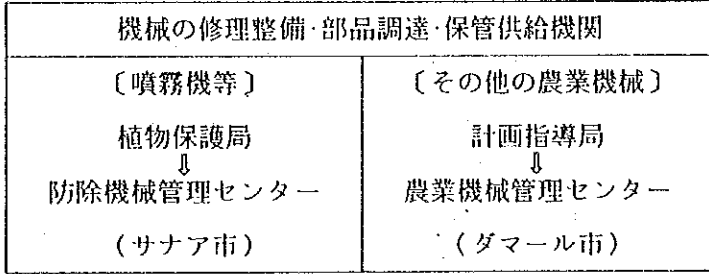 機械の修理整備·部品調達·保管供給機関
〔噴霧機等〕
植物保護局
⇓
防除機械管理センター
(サナア市)
〔その他の農業機械〕
計画指導局
⇓
農業機械管理センター
(ダマール市)